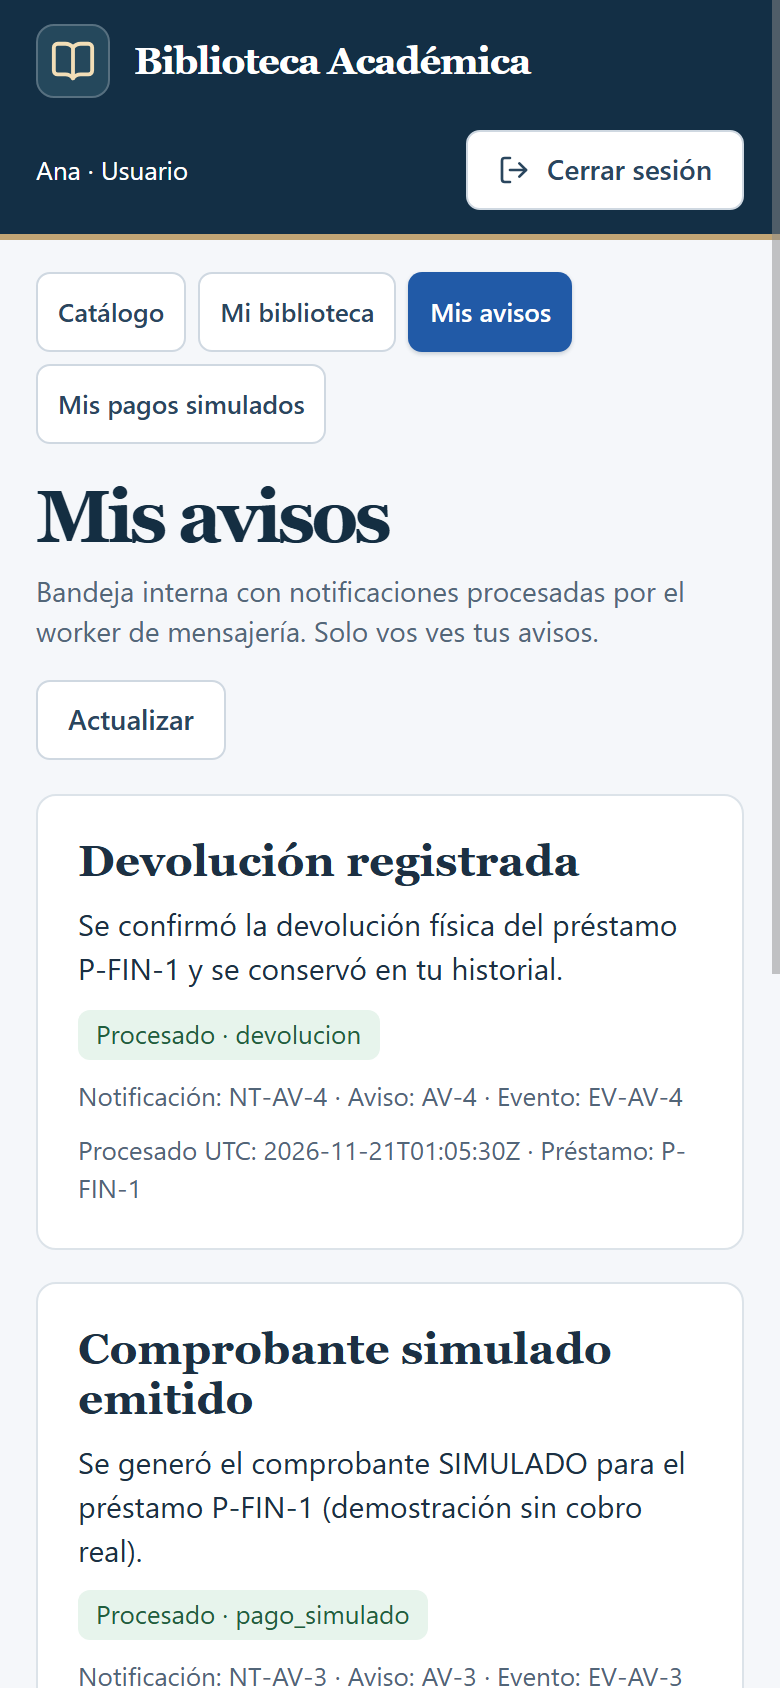 Biblioteca Académica
Ana · Usuario
Cerrar sesión
Catálogo
Mi biblioteca
Mis avisos
Mis pagos simulados
Mis avisos
Bandeja interna con notificaciones procesadas por el
worker de mensajería. Solo vos ves tus avisos.
Actualizar
Devolución registrada
Se confirmó la devolución física del préstamo
P-FIN-1 y se conservó en tu historial.
Procesado · devolucion
Notificación: NT-AV-4 · Aviso: AV-4 · Evento: EV-AV-4
Procesado UTC: 2026-11-21T01:05:30Z · Préstamo: P-
FIN-1
Comprobante simulado
emitido
Se generó el comprobante SIMULADO para el
préstamo P-FIN-1 (demostración sin cobro
real).
Procesado · pago_simulado
Notificación: NT-AV-3 · Aviso: AV-3 · Evento: EV-AV-3